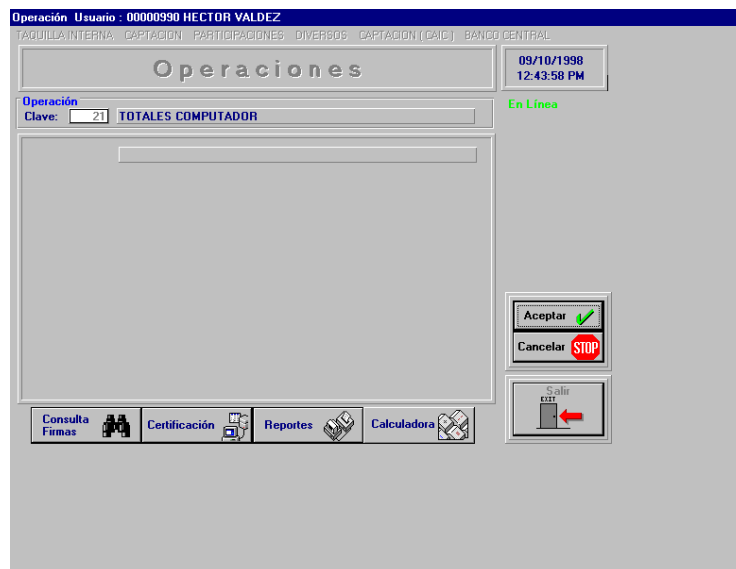 Operación Usuario : 00000990 HECTOR VALDEZ
TAQUILLA INTERNA CAPTACION PARTICIPACIONES DIVERSOS CAPTACION ( CAIC ) BANCO CENTRAL
Operaciones
09/10/1998
12:43:58 PM
Operación
Clave: 21 TOTALES COMPUTADOR
En Línea
Aceptar
Cancelar STOP
Salir
EXIT
Consulta
Firmas
Certificación
Reportes
Calculadora